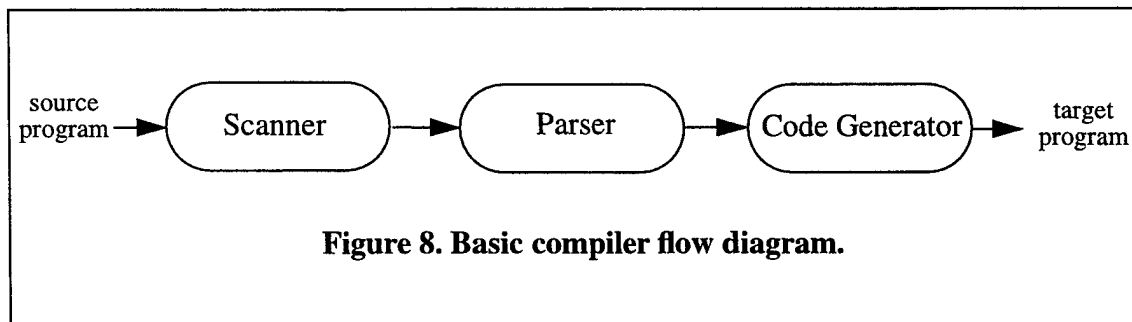 source
program
Scanner
Parser
Code Generator
target
program
Figure 8. Basic compiler flow diagram.